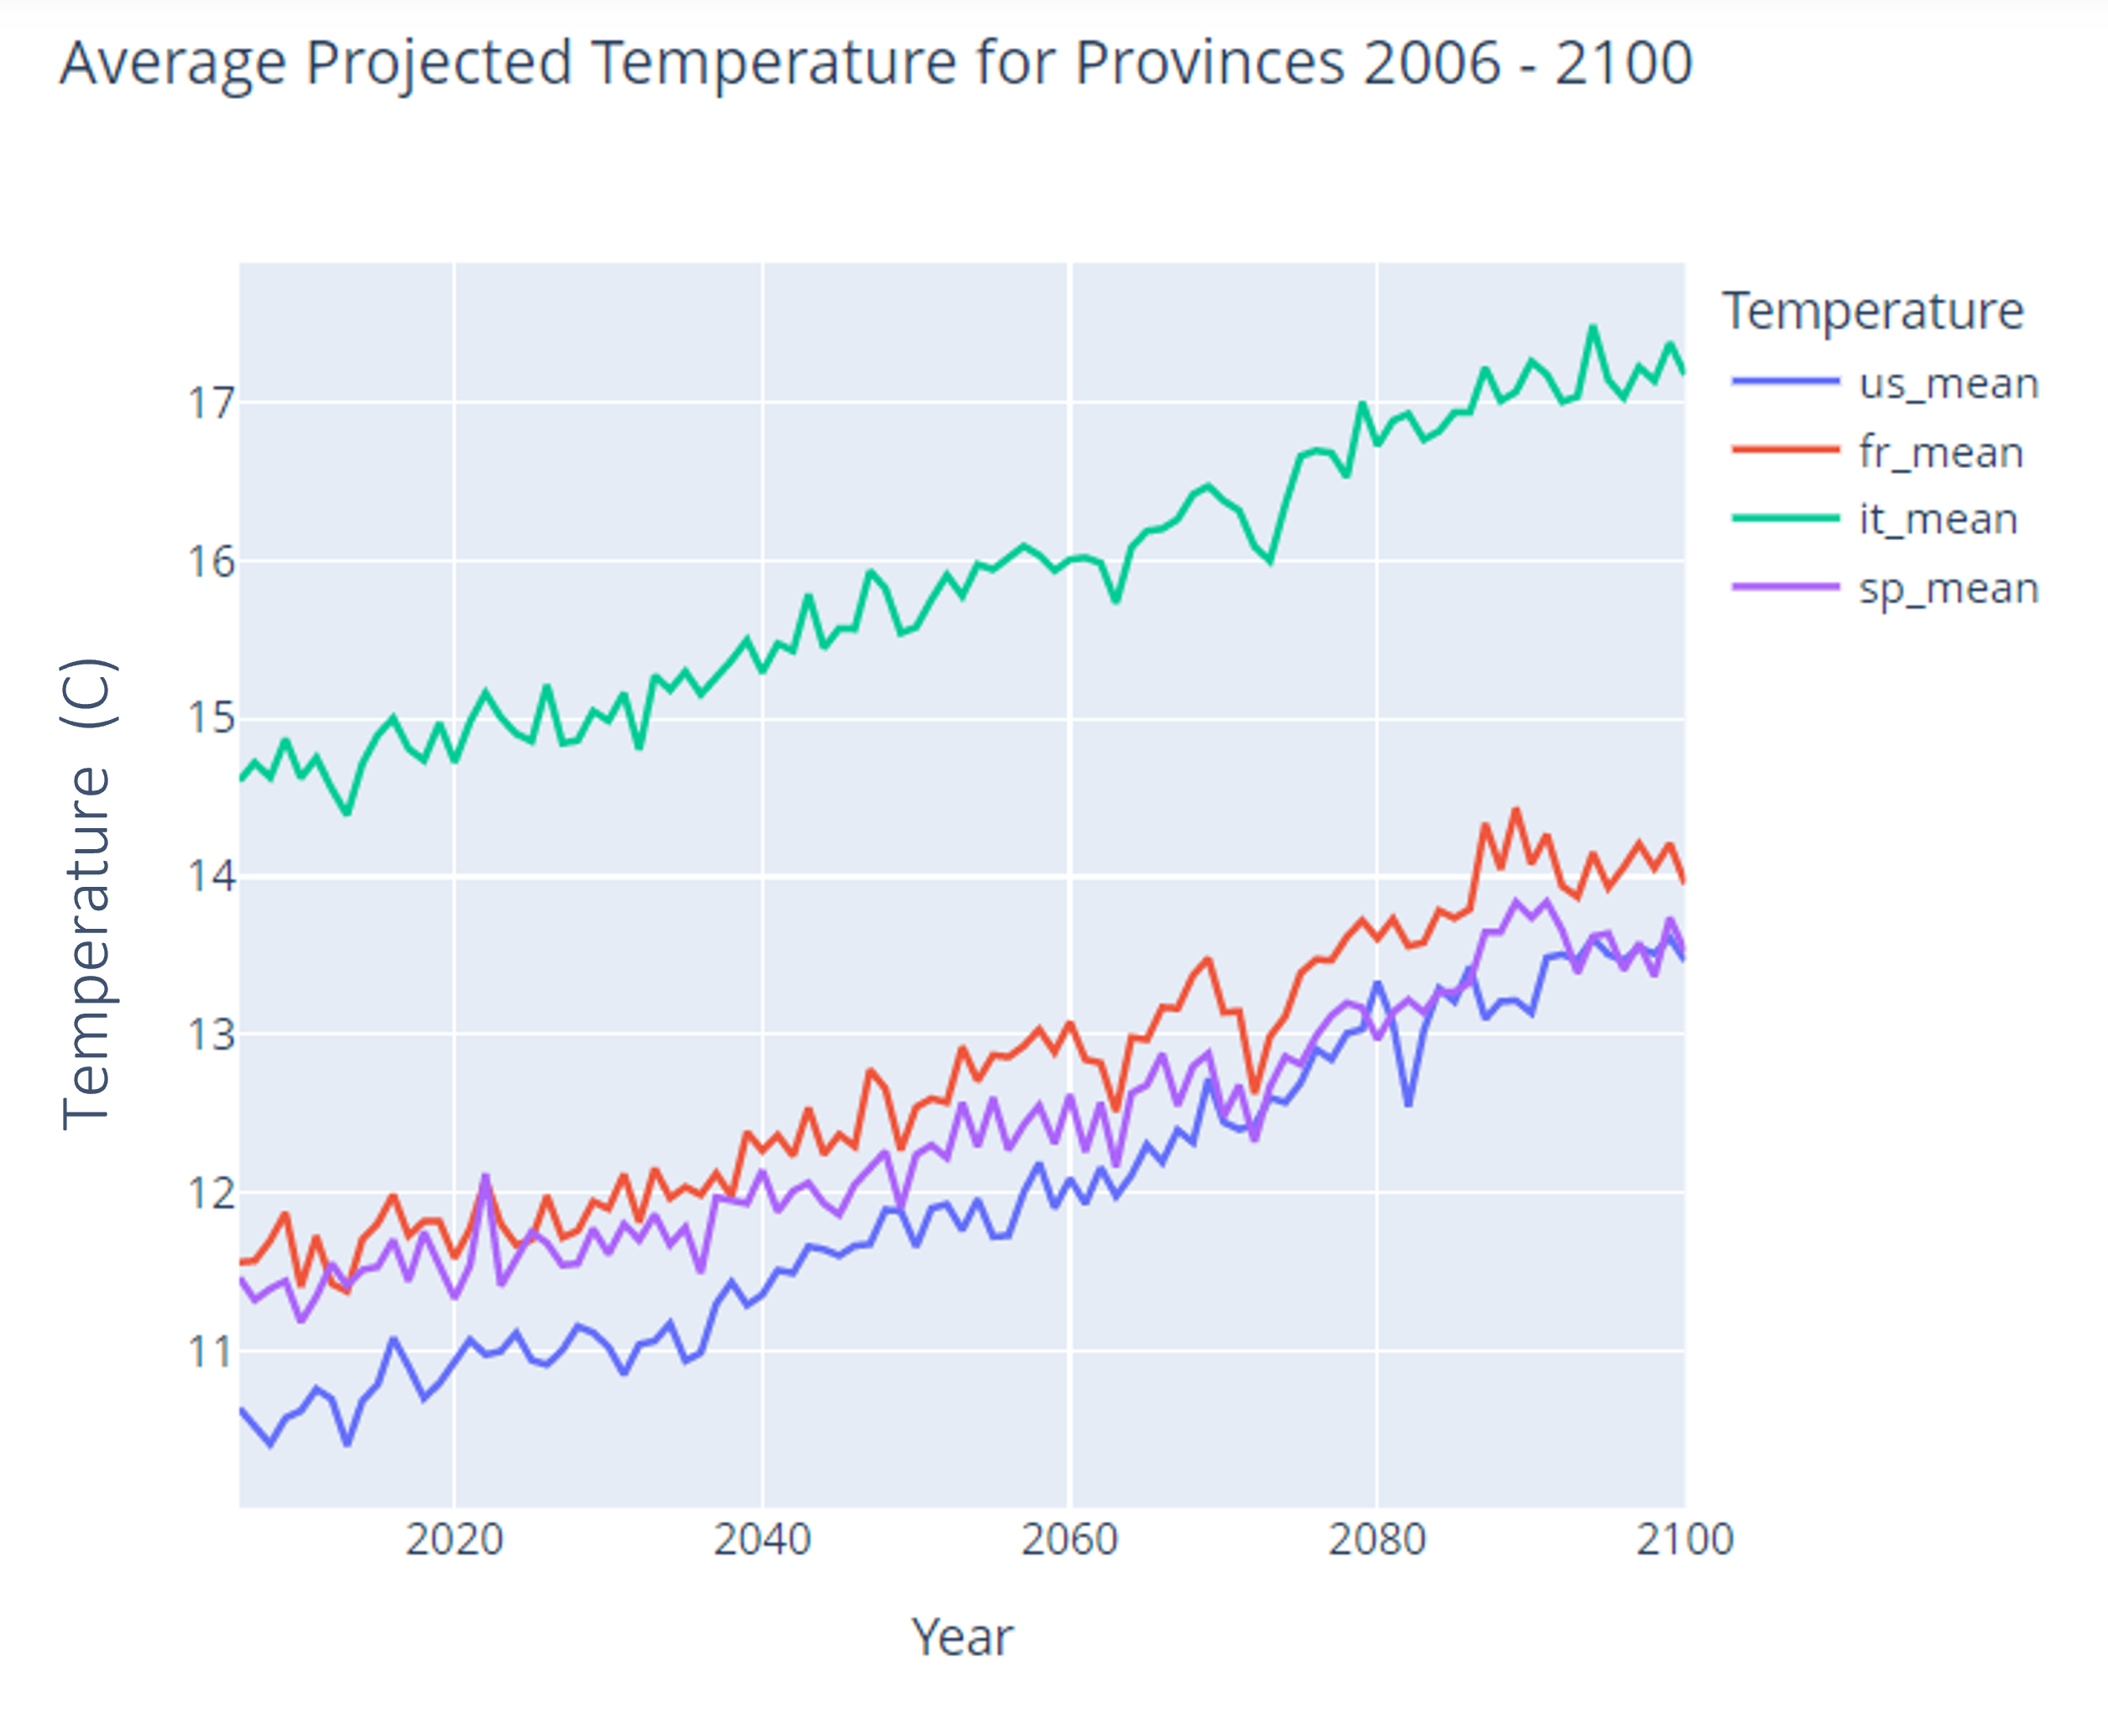 Average Projected Temperature for Provinces 2006 - 2100
Temperature
us_mean
fr_mean
it_mean
sp_mean
Temperature (C)
17
16
15
14
13
12
11
2020 2040 2060 2080 2100
Year